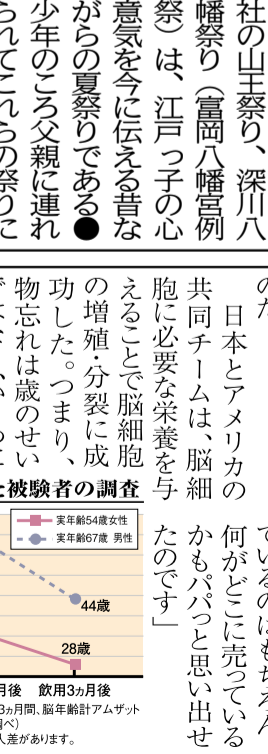 社の山王祭り、深川八
幡祭り（富岡八幡宮例
祭）は、江戸っ子の心
意気を今に伝える昔な
がらの夏祭りである●
少年のころ父親に連れ
られてこれらの祭りに
のだ
日本とアメリカの
共同チームは、脳細
胞に必要な栄養を与
えることで脳細胞
の増殖・分裂に成
功した。つまり、
物忘れは歳のせい
ているのはもちろん
何がどこに売っている
かもパパっと思い出せ
たのです」
被験者の調査
実年齢54歳女性
実年齢67歳 男性
44歳
28歳
月後 飲用3ヵ月後
3ヵ月間、脳年齢計アムザット
人差があります。